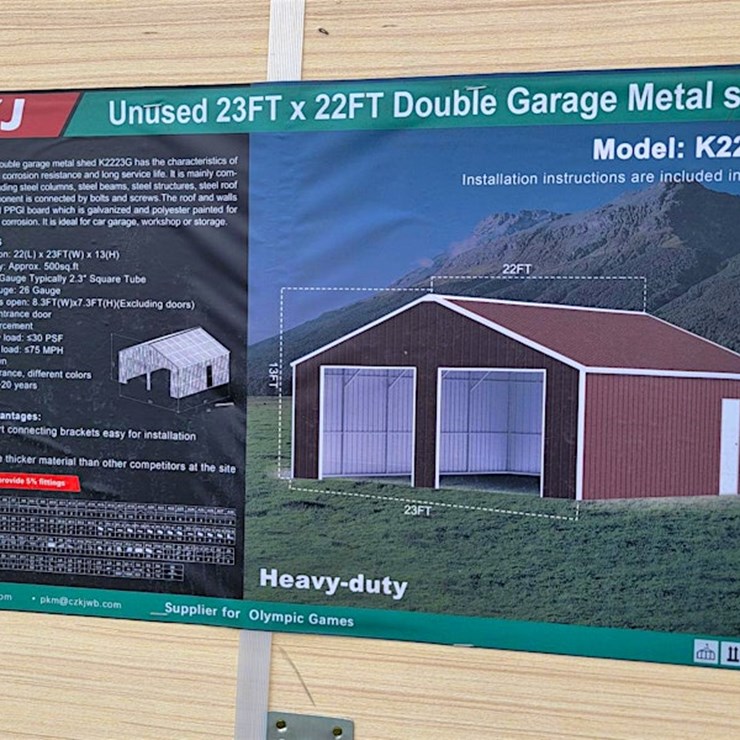 J
Unused 23FT x 22FT Double Garage Metal s
Model: K22
Installation instructions are included in
ouble garage metal shed K2223G has the characteristics of
corrosion resistance and long service life. It is mainly com-
ding steel columns, steel beams, steel structures, steel roof
onent is connected by bolts and screws.The roof and walls
PPGI board which is galvanized and polyester painted for
corrosion. It is ideal for car garage, workshop or storage.
on: 22(L) x 23FT(W) x 13(H)
y: Approx. 500sq.ft
Gauge Typically 2.3" Square Tube
uge: 26 Gauge
s open: 8.3FT(W)x7.3FT(H)(Excluding doors)
ntrance door
rcement
load: ≤30 PSF
load: ≤75 MPH
n
rance, different colors
-20 years
antages:
rt connecting brackets easy for installation
e thicker material than other competitors at the site
provide 5% fittings
22FT
13FT
23FT
Heavy-duty
om • pkm@czkjwb.com
Supplier for Olympic Games